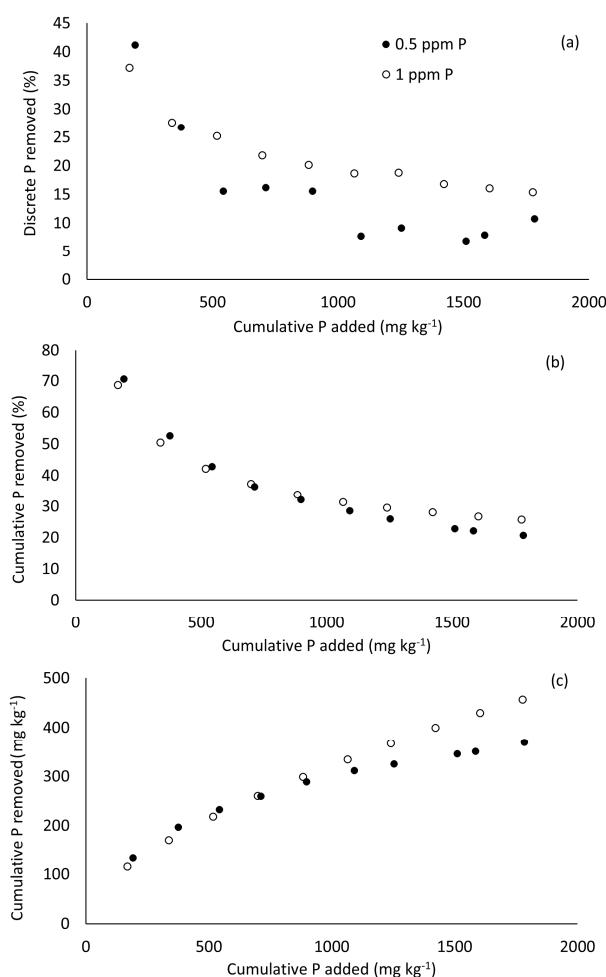 45
40
35
30
25
20
15
10
5
0
Discrete P removed (%)
0.5 ppm P
1 ppm P
(a)
0 500 1000 1500 2000
Cumulative P added (mg kg-1)
80
70
60
50
40
30
20
10
0
Cumulative P removed (%)
(b)
0 500 1000 1500 2000
Cumulative P added (mg kg-1)
500
400
300
200
100
0
Cumulative P removed (mg kg-1)
(c)
0 500 1000 1500 2000
Cumulative P added (mg kg-1)